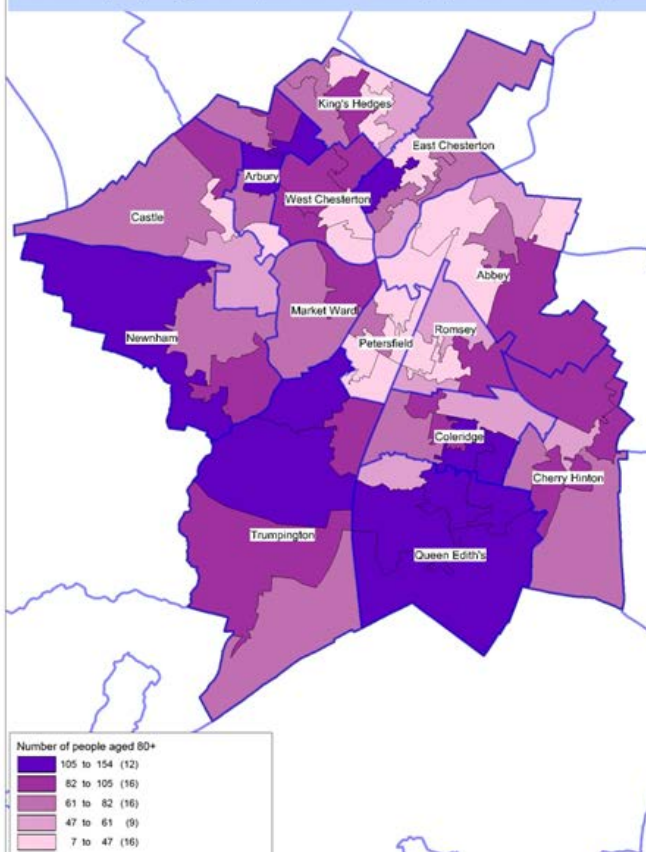 King's Hedges
East Chesterton
Arbury
West Chesterton
Castle
Abbey
Market Ward
Newnham
Romsey
Petersfield
Coleridge
Cherry Hinton
Trumpington
Queen Edith's
Number of people aged 80+
105 to 154 (12)
82 to 105 (16)
61 to 82 (16)
47 to 61 (9)
7 to 47 (16)